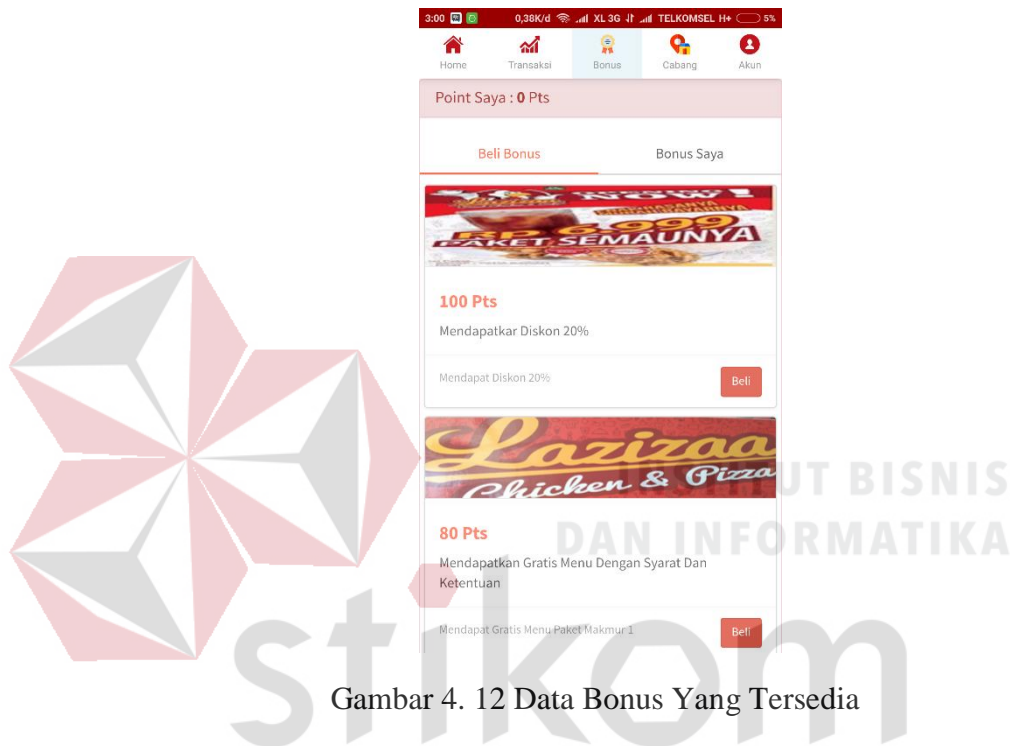 3:00 0,38K/d XL 3G TELKOMSEL H+ 5%
Home Transaksi Bonus Cabang Akun
Point Saya : 0 Pts
Beli Bonus Bonus Saya
NOW !
RP 6.999
PAKET SEMAUNYA
100 Pts
Mendapatkar Diskon 20%
Mendapat Diskon 20% Beli
Lazizaa
Chicken & Pizza
80 Pts
Mendapatkan Gratis Menu Dengan Syarat Dan
Ketentuan
Mendapat Gratis Menu Paket Makmur 1 Beli
BISNIS
DAN INFORMATIKA
stikom
Gambar 4. 12 Data Bonus Yang Tersedia